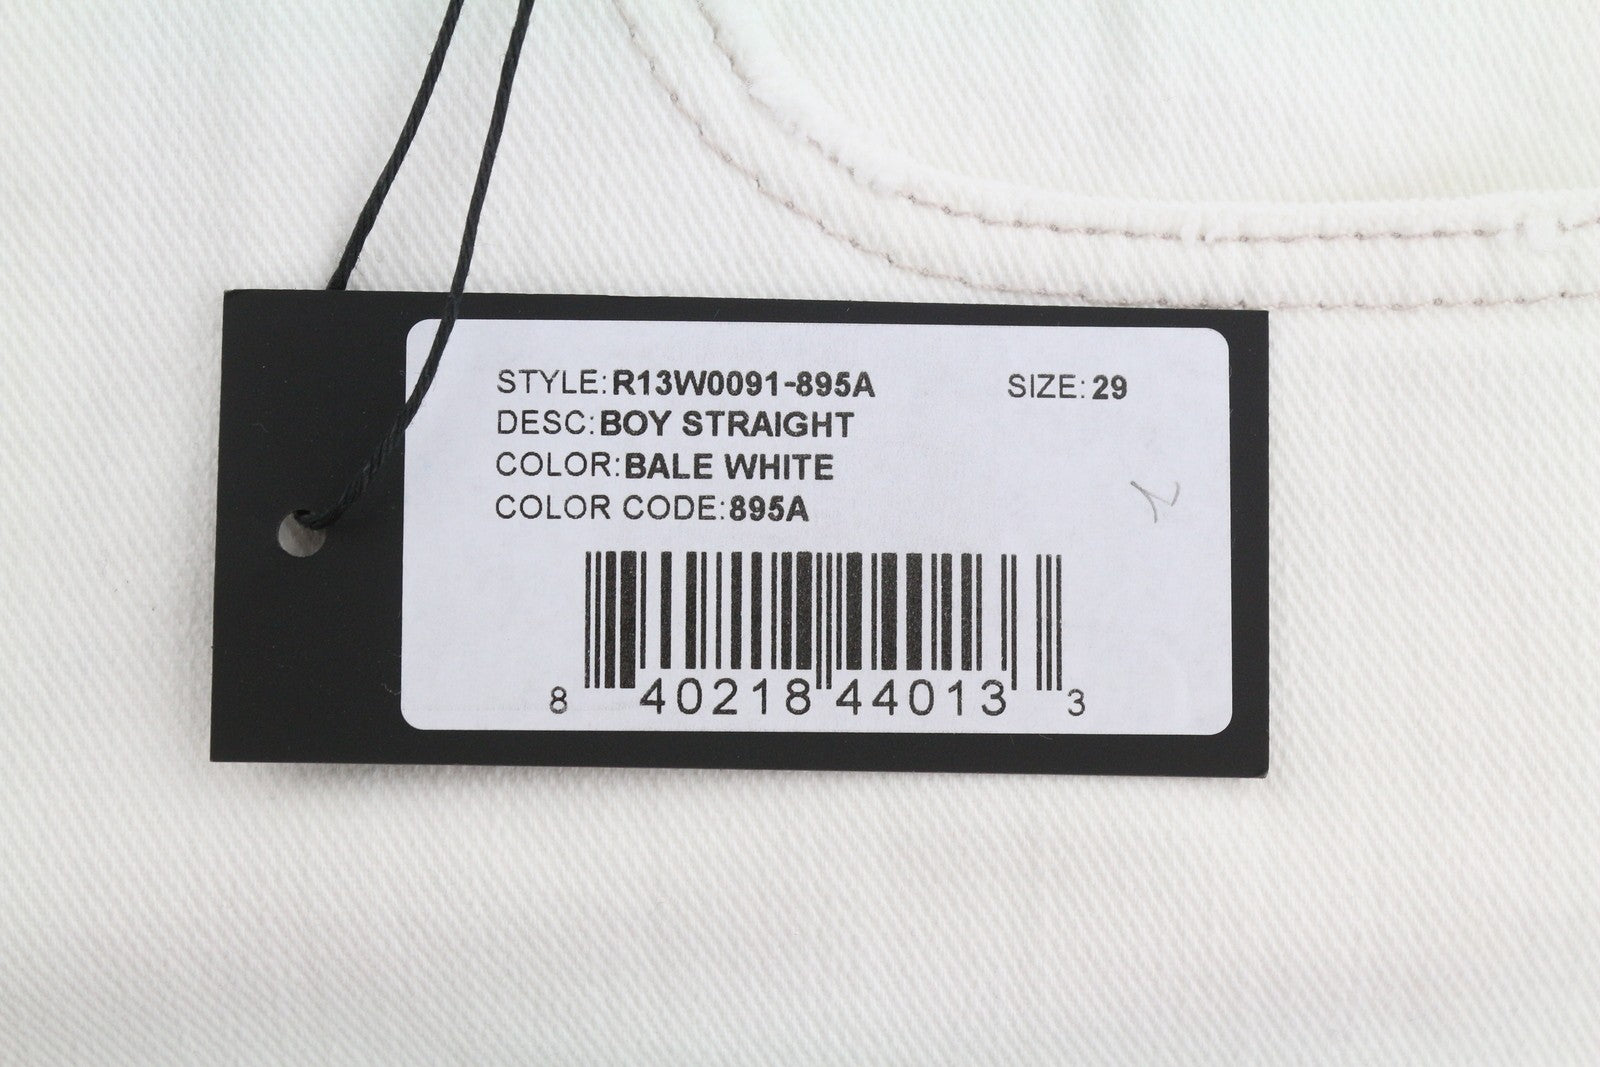 STYLE:R13W0091-895A SIZE:29
DESC:BOY STRAIGHT
COLOR:BALE WHITE
COLOR CODE:895A
8 40218 44013 3